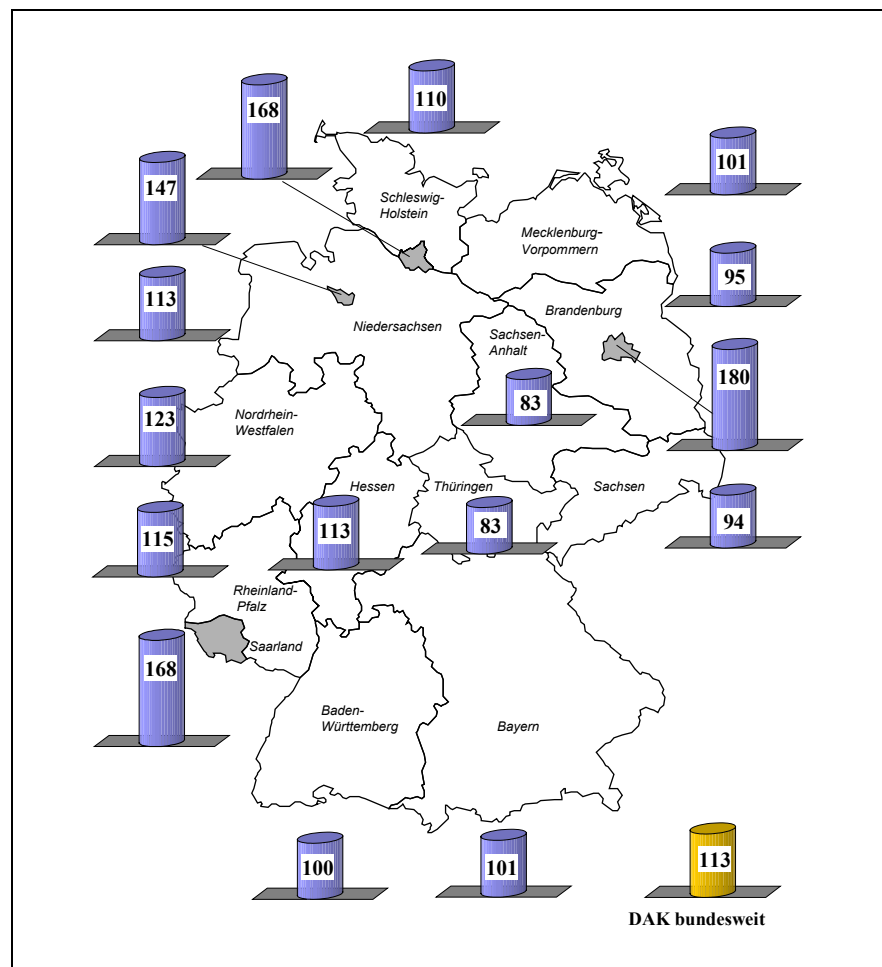 110
168
101
147
Schleswig-
Holstein
Mecklenburg-
Vorpommern
95
113
Brandenburg
Niedersachsen
Sachsen-
Anhalt
180
83
123
Nordrhein-
Westfalen
Hessen
Thüringen
Sachsen
94
115
113
83
Rheinland-
Pfalz
Saarland
168
Baden-
Württemberg
Bayern
100
101
113
DAK bundesweit